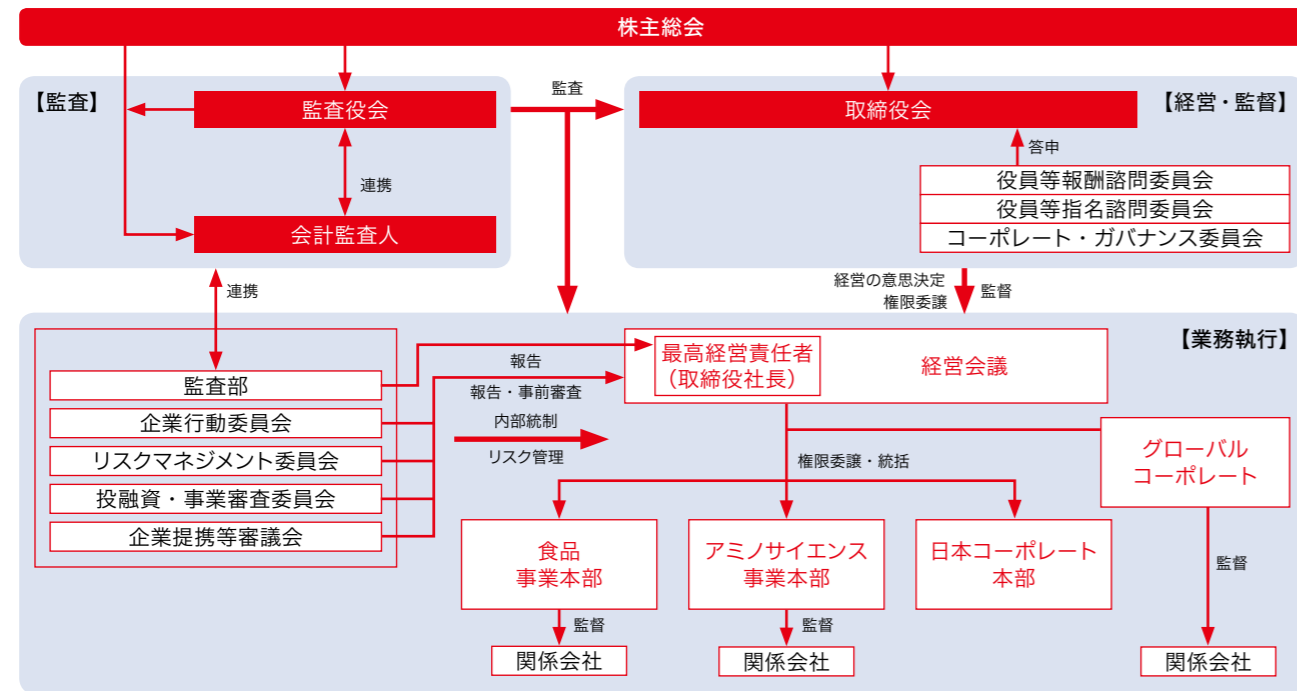 株主総会
【監査】
監査役会
監査
取締役会
【経営・監督】
答申
連携
役員等報酬諮問委員会
役員等指名諮問委員会
会計監査人
コーポレート・ガバナンス委員会
連携
経営の意思決定
権限委譲
監督
【業務執行】
報告
最高経営責任者
（取締役社長）
経営会議
監査部
報告・事前審査
企業行動委員会
内部統制
リスクマネジメント委員会
リスク管理
権限委譲・統括
グローバル
コーポレート
投融資・事業審査委員会
企業提携等審議会
食品
事業本部
アミノサイエンス
事業本部
日本コーポレート
本部
監督
監督
監督
関係会社
関係会社
関係会社